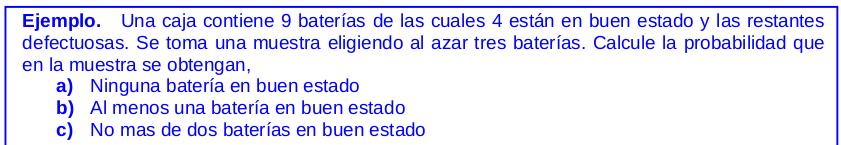 Ejemplo. Una caja contiene 9 baterías de las cuales 4 están en buen estado y las restantes
defectuosas. Se toma una muestra eligiendo al azar tres baterías. Calcule la probabilidad que
en la muestra se obtengan,
a) Ninguna batería en buen estado
b) Al menos una batería en buen estado
c) No mas de dos baterías en buen estado